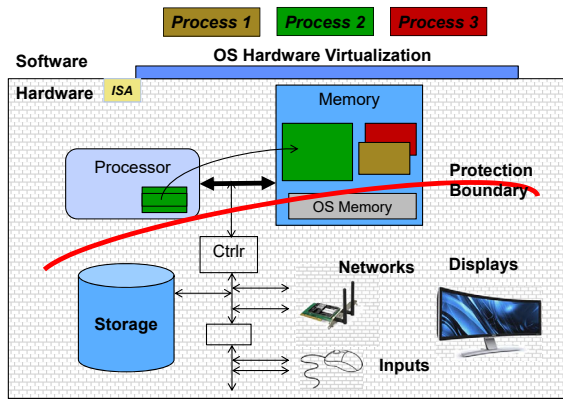 Process 1
Process 2
Process 3
OS Hardware Virtualization
Software
Hardware
ISA
Memory
Processor
Protection
Boundary
OS Memory
Ctrlr
Networks
Displays
Storage
Inputs